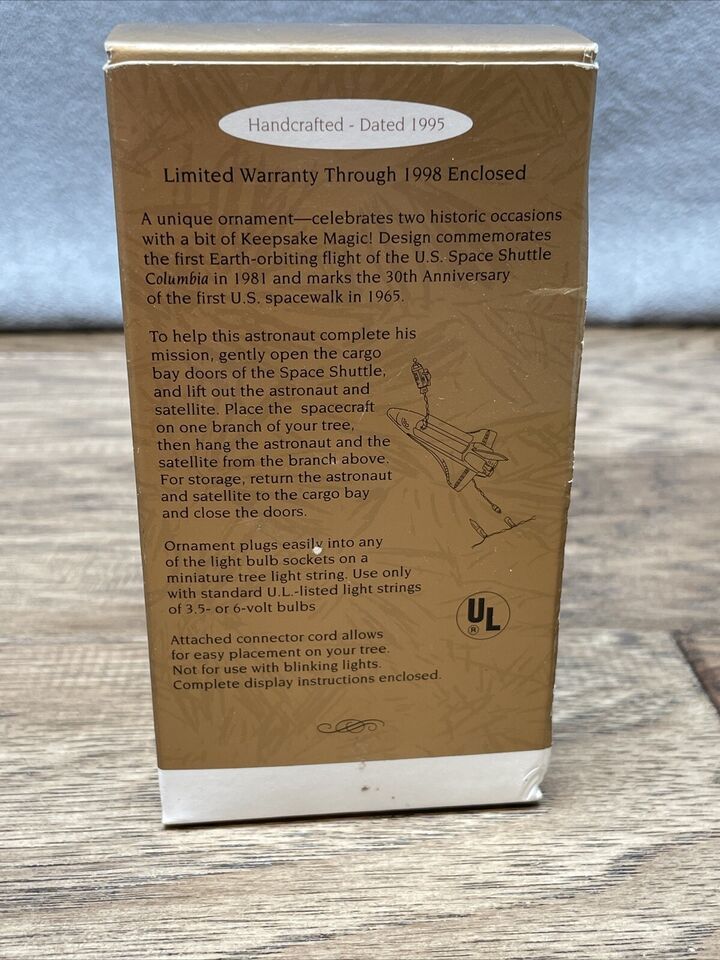 Handcrafted - Dated 1995
Limited Warranty Through 1998 Enclosed
A unique ornament—celebrates two historic occasions
with a bit of Keepsake Magic! Design commemorates
the first Earth-orbiting flight of the U.S. Space Shuttle
Columbia in 1981 and marks the 30th Anniversary
of the first U.S. spacewalk in 1965.
To help this astronaut complete his
mission, gently open the cargo
bay doors of the Space Shuttle,
and lift out the astronaut and
satellite. Place the spacecraft
on one branch of your tree,
then hang the astronaut and the
satellite from the branch above.
For storage, return the astronaut
and satellite to the cargo bay
and close the doors.
Ornament plugs easily into any
of the light bulb sockets on a
miniature tree light string. Use only
with standard U.L.-listed light strings
of 3.5- or 6-volt bulbs
UL
®
Attached connector cord allows
for easy placement on your tree.
Not for use with blinking lights.
Complete display instructions enclosed.